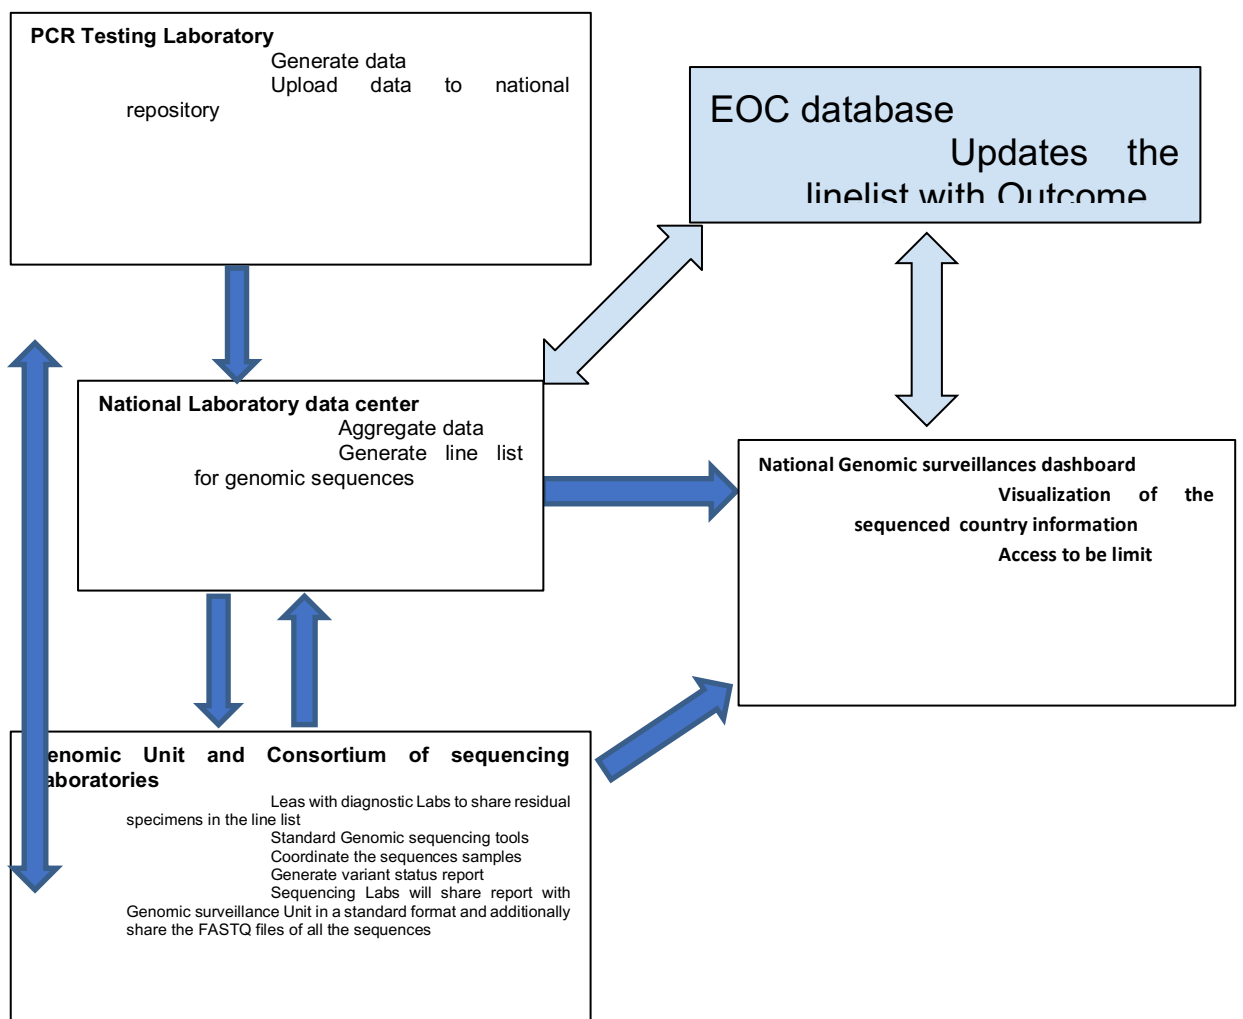 PCR Testing Laboratory
Generate data
Upload data to national
repository
EOC database
Updates the
linelist with Outcome
National Laboratory data center
Aggregate data
Generate line list
for genomic sequences
National Genomic surveillances dashboard
Visualization of the
sequenced country information
Access to be limit
enomic Unit and Consortium of sequencing
aboratories
Leas with diagnostic Labs to share residual
specimens in the line list
Standard Genomic sequencing tools
Coordinate the sequences samples
Generate variant status report
Sequencing Labs will share report with
Genomic surveillance Unit in a standard format and additionally
share the FASTQ files of all the sequences